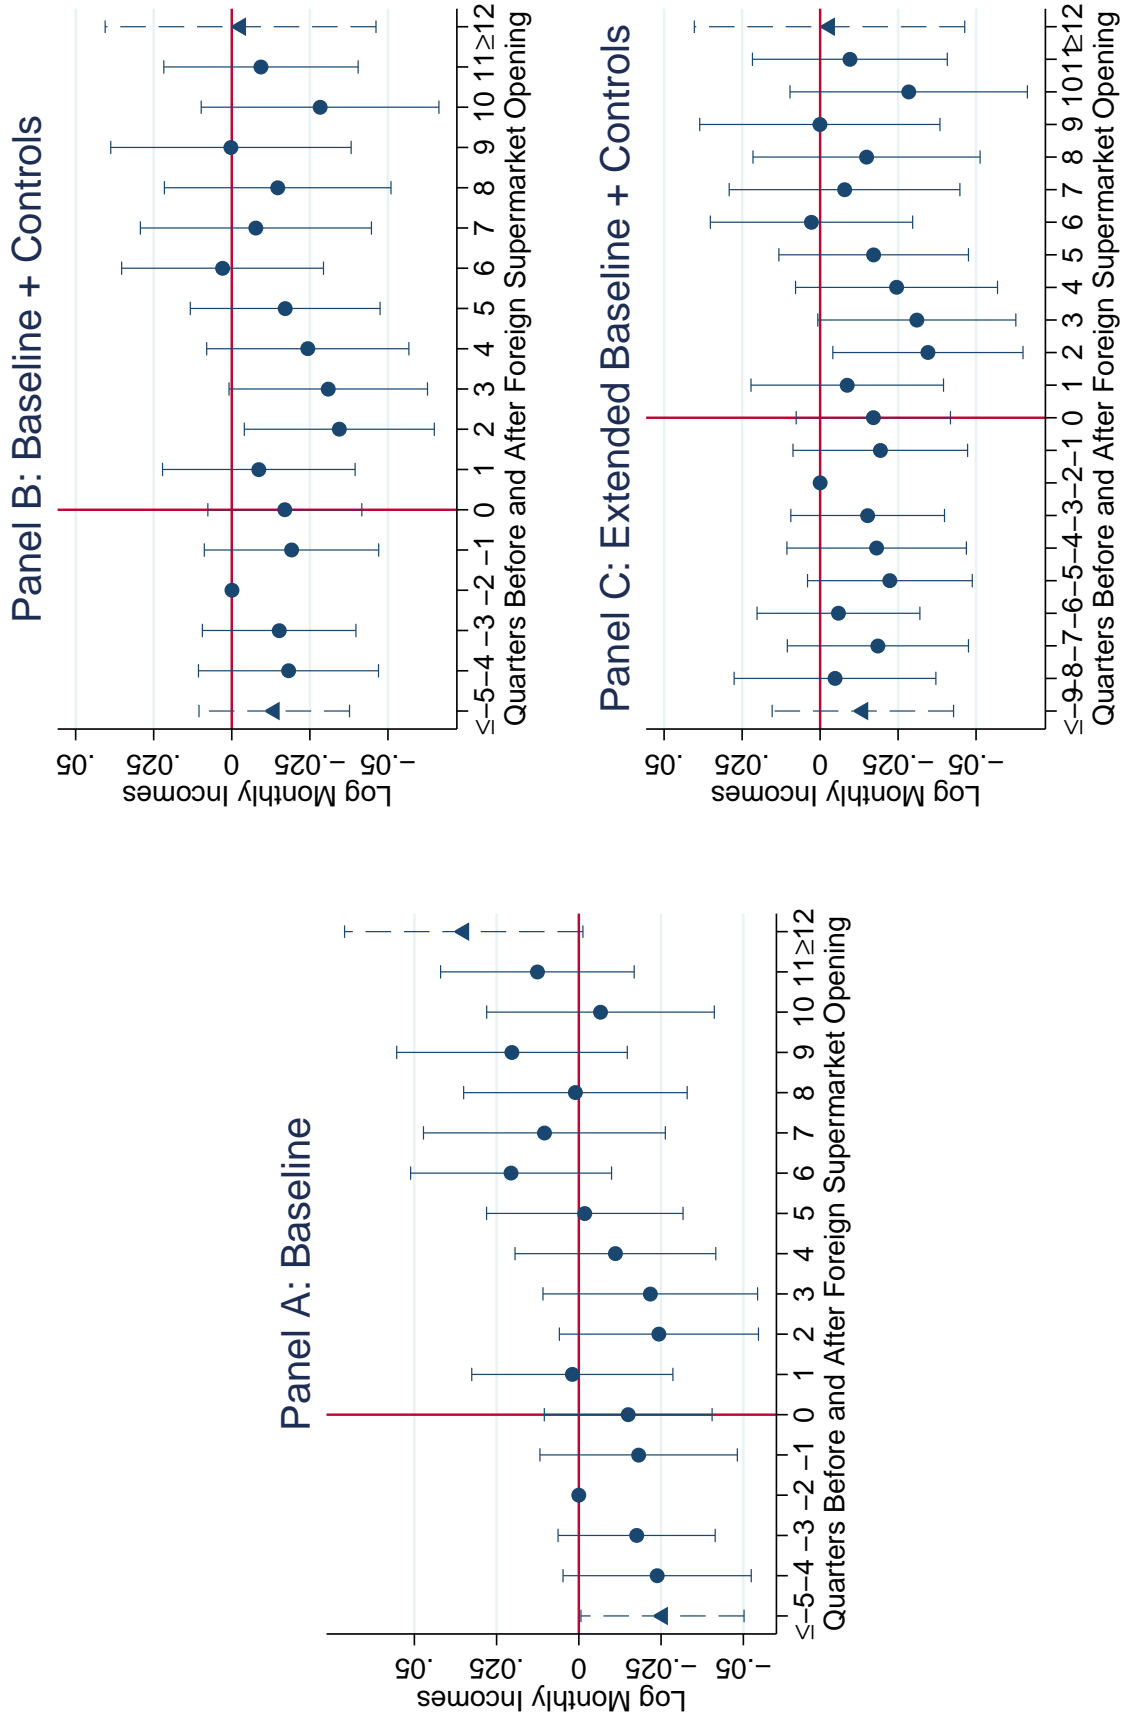 Panel A: Baseline
Log Monthly Incomes
.05
.025
0
−.025
−.05
≤−5 −4 −3 −2 −1 0 1 2 3 4 5 6 7 8 9 10 11 ≥12
Quarters Before and After Foreign Supermarket Opening
Panel B: Baseline + Controls
Log Monthly Incomes
.05
.025
0
−.025
−.05
≤−5 −4 −3 −2 −1 0 1 2 3 4 5 6 7 8 9 10 11 ≥12
Quarters Before and After Foreign Supermarket Opening
Panel C: Extended Baseline + Controls
Log Monthly Incomes
.05
.025
0
−.025
−.05
≤−9 −8 −7 −6 −5 −4 −3 −2 −1 0 1 2 3 4 5 6 7 8 9 10 11 ≥12
Quarters Before and After Foreign Supermarket Opening